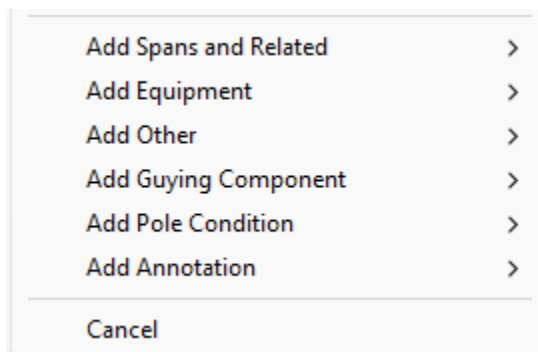 Add Spans and Related
Add Equipment
Add Other
Add Guying Component
Add Pole Condition
Add Annotation
Cancel